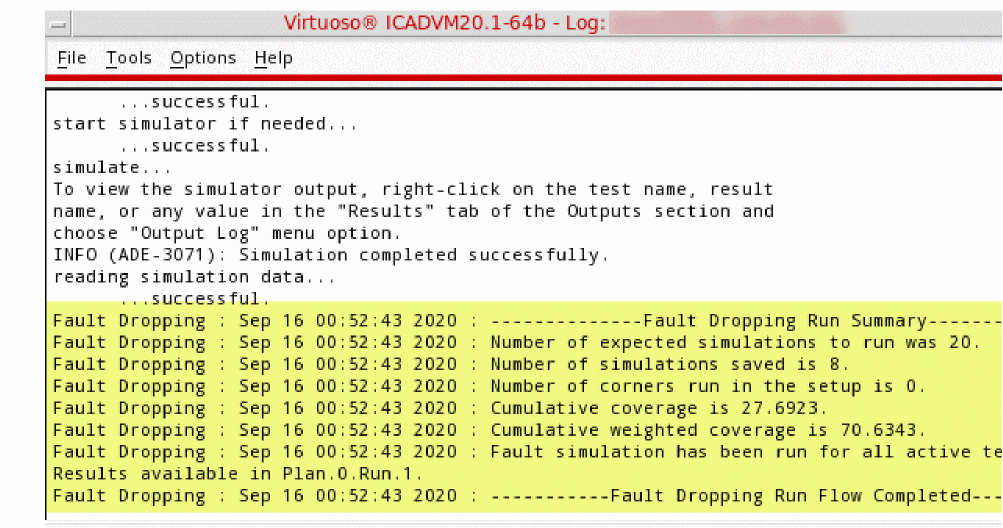 Virtuoso® ICADVM20.1-64b - Log:
File Tools Options Help
...successful.
start simulator if needed...
...successful.
simulate...
To view the simulator output, right-click on the test name, result
name, or any value in the "Results" tab of the Outputs section and
choose "Output Log" menu option.
INFO (ADE-3071): Simulation completed successfully.
reading simulation data...
...successful.
Fault Dropping : Sep 16 00:52:43 2020 : --------------Fault Dropping Run Summary-------
Fault Dropping : Sep 16 00:52:43 2020 : Number of expected simulations to run was 20.
Fault Dropping : Sep 16 00:52:43 2020 : Number of simulations saved is 8.
Fault Dropping : Sep 16 00:52:43 2020 : Number of corners run in the setup is 0.
Fault Dropping : Sep 16 00:52:43 2020 : Cumulative coverage is 27.6923.
Fault Dropping : Sep 16 00:52:43 2020 : Cumulative weighted coverage is 70.6343.
Fault Dropping : Sep 16 00:52:43 2020 : Fault simulation has been run for all active te
Results available in Plan.0.Run.1.
Fault Dropping : Sep 16 00:52:43 2020 : -----------Fault Dropping Run Flow Completed---